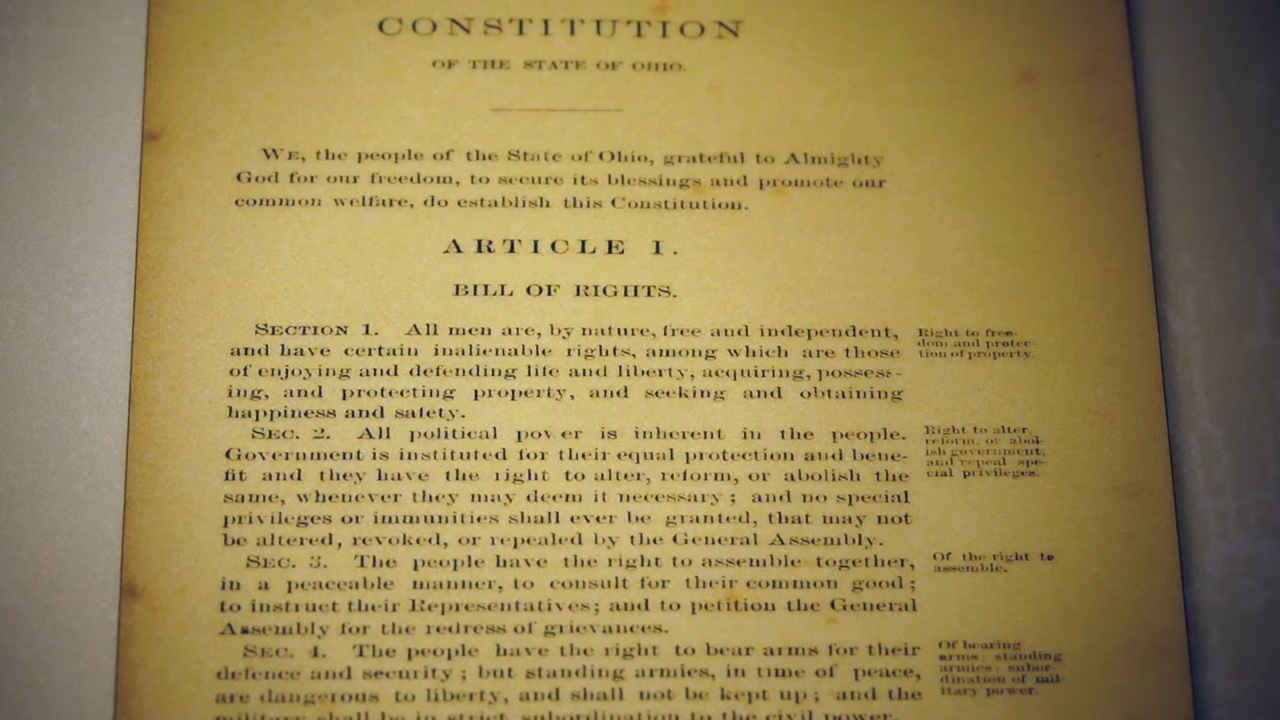 CONSTITUTION
OF THE STATE OF OHIO.
WE, the people of the State of Ohio, grateful to Almighty
God for our freedom, to secure its blessings and promote our
common welfare, do establish this Constitution.
ARTICLE I.
BILL OF RIGHTS.
SECTION 1. All men are, by nature, free and independent,
and have certain inalienable rights, among which are those
of enjoying and defending life and liberty, acquiring, possess-
ing, and protecting property, and seeking and obtaining
happiness and safety.
Right to free-
dom and protec-
tion of property.
SEC. 2. All political power is inherent in the people.
Government is instituted for their equal protection and bene-
fit and they have the right to alter, reform, or abolish the
same, whenever they may deem it necessary; and no special
privileges or immunities shall ever be granted, that may not
be altered, revoked, or repealed by the General Assembly.
Right to alter,
reform, or abol-
ish government,
and repeal spe-
cial privileges.
SEC. 3. The people have the right to assemble together,
in a peaceable manner, to consult for their common good;
to instruct their Representatives; and to petition the General
Assembly for the redress of grievances.
Of the right to
assemble.
SEC. 4. The people have the right to bear arms for their
defence and security; but standing armies, in time of peace,
are dangerous to liberty, and shall not be kept up; and the
military shall be in strict subordination to the civil power.
Of bearing
arms; standing
armies; subor-
dination of mil-
itary power.